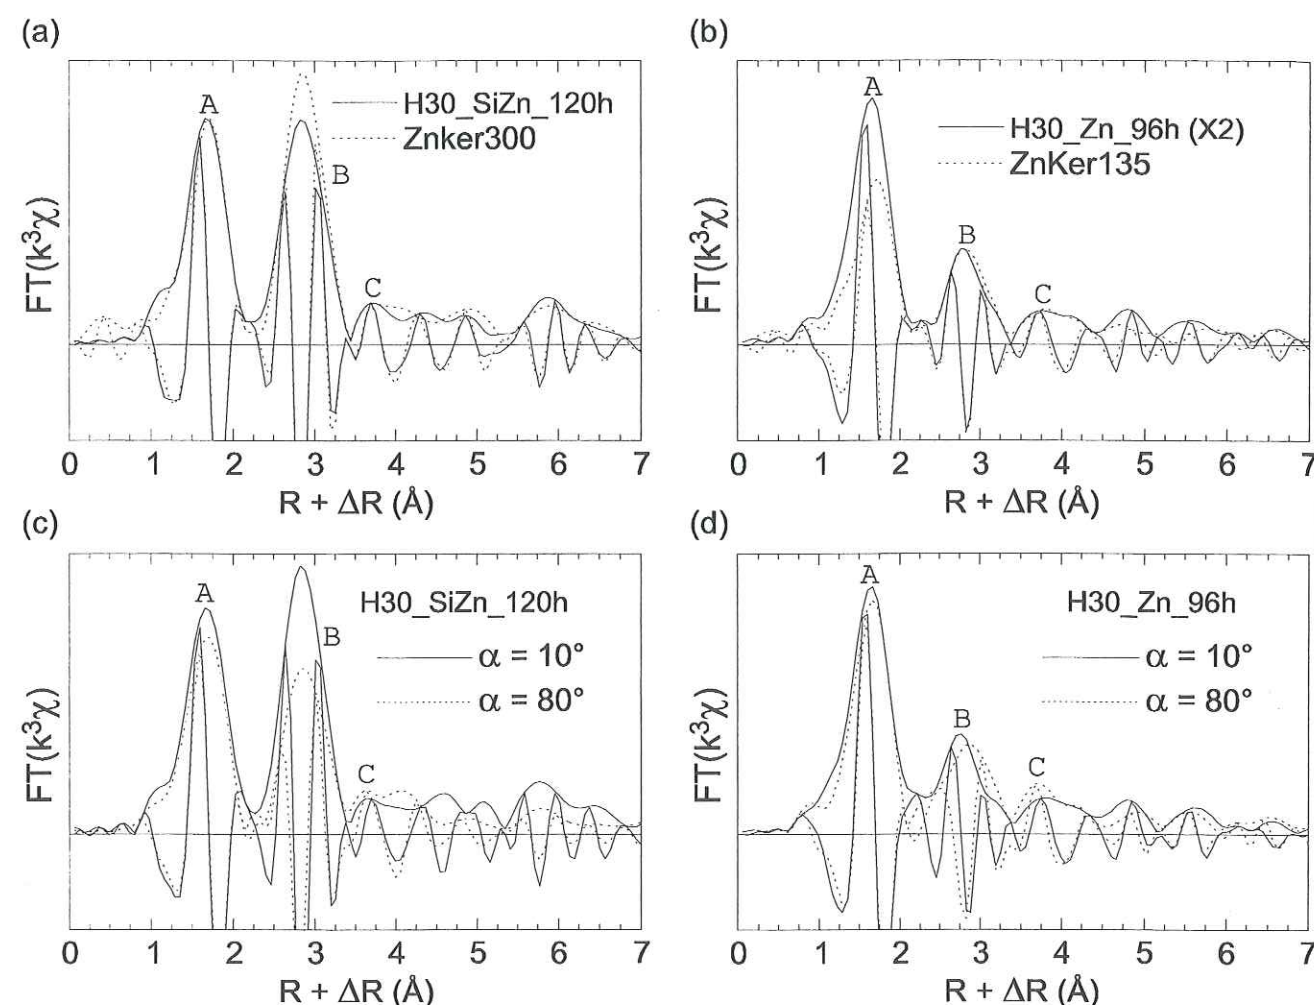 (a)
A
H30_SiZn_120h
Znker300
B
C
FT(k³χ)
0 1 2 3 4 5 6 7
R + ΔR (Å)
(b)
A
H30_Zn_96h (X2)
ZnKer135
B
C
FT(k³χ)
0 1 2 3 4 5 6 7
R + ΔR (Å)
(c)
A
H30_SiZn_120h
B
α = 10°
α = 80°
C
FT(k³χ)
0 1 2 3 4 5 6 7
R + ΔR (Å)
(d)
A
H30_Zn_96h
α = 10°
α = 80°
B
C
FT(k³χ)
0 1 2 3 4 5 6 7
R + ΔR (Å)